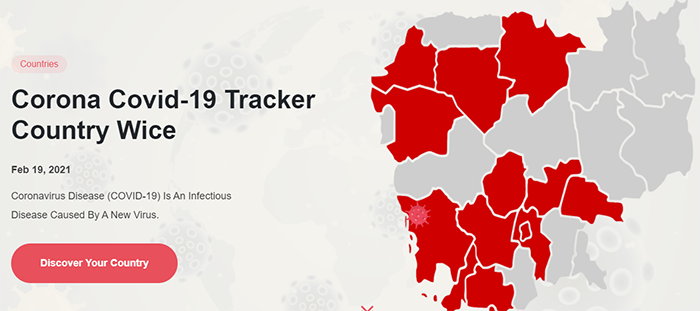 Countries
Corona Covid-19 Tracker
Country Wice
Feb 19, 2021
Coronavirus Disease (COVID-19) Is An Infectious
Disease Caused By A New Virus.
Discover Your Country